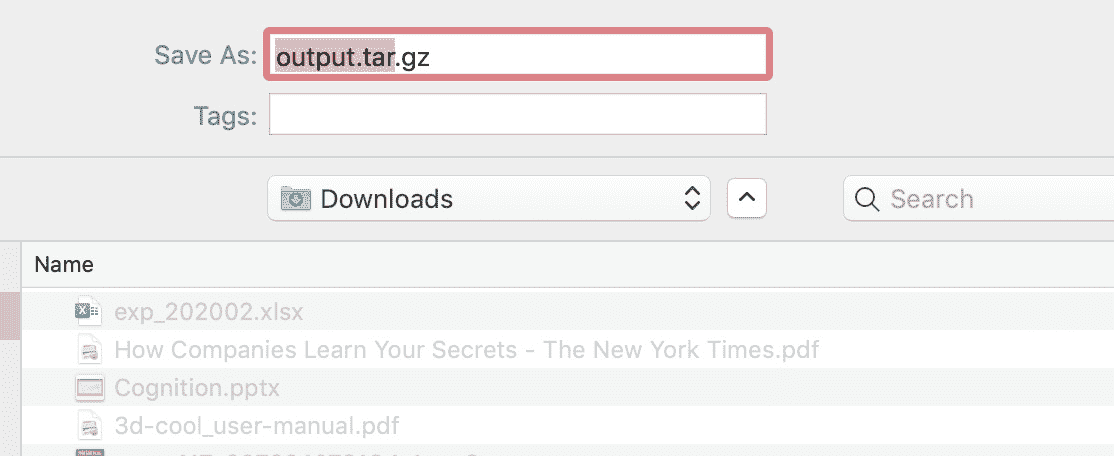 Save As: output.tar.gz
Tags:
Downloads
Search
Name
exp_202002.xlsx
How Companies Learn Your Secrets - The New York Times.pdf
Cognition.pptx
3d-cool_user-manual.pdf